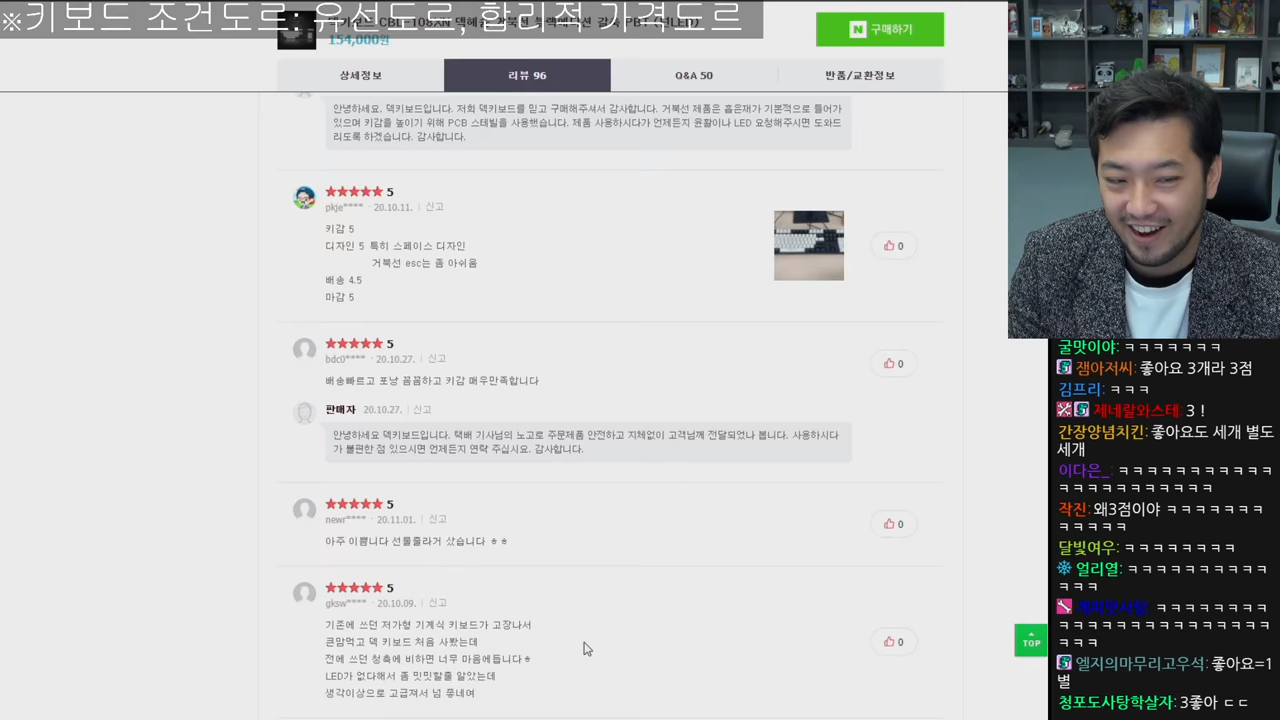 ※키보드 조건도르: 유선도르, 합리적 가격도르
154,000원
N 구매하기
상세정보
리뷰 96
Q&A 50
반품/교환정보
안녕하세요. 덱키보드입니다. 저희 덱키보드를 믿고 구매해주셔서 감사합니다. 거북선 제품은 흡음재가 기본적으로 들어가
있으며 키감을 높이기 위해 PCB 스테빌을 사용했습니다. 제품 사용하시다가 언제든지 윤활이나 LED 요청해주시면 도와드
리도록 하겠습니다. 감사합니다.
★★★★★ 5
pkje**** · 20.10.11. | 신고
키감 5
디자인 5 특히 스페이스 디자인
거북선 esc는 좀 아쉬움
배송 4.5
마감 5
0
★★★★★ 5
bdc0**** · 20.10.27. | 신고
배송빠르고 포낭 꼼꼼하고 키감 매우만족합니다
0
판매자 20.10.27. | 신고
안녕하세요 덱키보드입니다. 택배 기사님의 노고로 주문제품 안전하고 지체없이 고객님께 전달되었나 봅니다. 사용하시다
가 불편한 점 있으시면 언제든지 연락 주십시요. 감사합니다.
★★★★★ 5
newr**** · 20.11.01. | 신고
아주 이쁩니다 선물줄라거 샀습니다 ㅎㅎ
0
★★★★★ 5
gksw**** · 20.10.09. | 신고
기존에 쓰던 저가형 기계식 키보드가 고장나서
큰맘먹고 덱 키보드 처음 사봤는데
전에 쓰던 청축에 비하면 너무 마음에듭니다ㅎ
LED가 없다해서 좀 밋밋할줄 알았는데
생각이상으로 고급져서 넘 좋네여
0
TOP
굴맛이야: ㅋㅋㅋㅋㅋㅋㅋ
잼아저씨: 좋아요 3개라 3점
김프리: ㅋㅋㅋ
제네랄와스테: 3 !
간장양념치킨: 좋아요도 세개 별도
세개
이다은_: ㅋㅋㅋㅋㅋㅋㅋㅋㅋㅋㅋㅋ
ㅋㅋㅋㅋㅋㅋㅋㅋㅋㅋㅋ
작진: 왜3점이야 ㅋㅋㅋㅋㅋㅋㅋ
ㅋㅋㅋㅋㅋ
달빛여우: ㅋㅋㅋㅋㅋㅋㅋㅋ
얼리열: ㅋㅋㅋㅋㅋㅋㅋㅋㅋㅋㅋ
ㅋㅋㅋ
ㅋㅋㅋㅋㅋㅋㅋㅋㅋ
ㅋㅋㅋㅋㅋㅋㅋㅋㅋㅋㅋㅋㅋㅋㅋㅋ
ㅋㅋㅋ
엘지의마무리고우석: 좋아요=1
별
청포도사탕학살자: 3좋아 ㄷㄷ